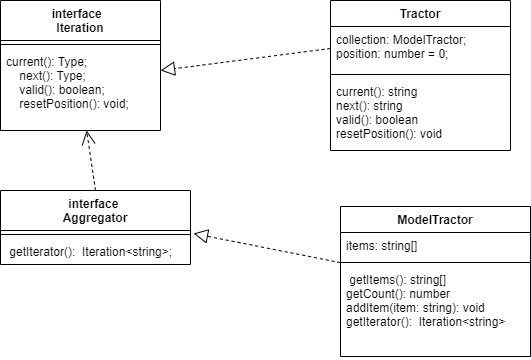 interface
Iteration
current(): Type;
next(): Type;
valid(): boolean;
resetPosition(): void;
Tractor
collection: ModelTractor;
position: number = 0;
current(): string
next(): string
valid(): boolean
resetPosition(): void
interface
Aggregator
getIterator(): Iteration<string>;
ModelTractor
items: string[]
getItems(): string[]
getCount(): number
addItem(item: string): void
getIterator(): Iteration<string>